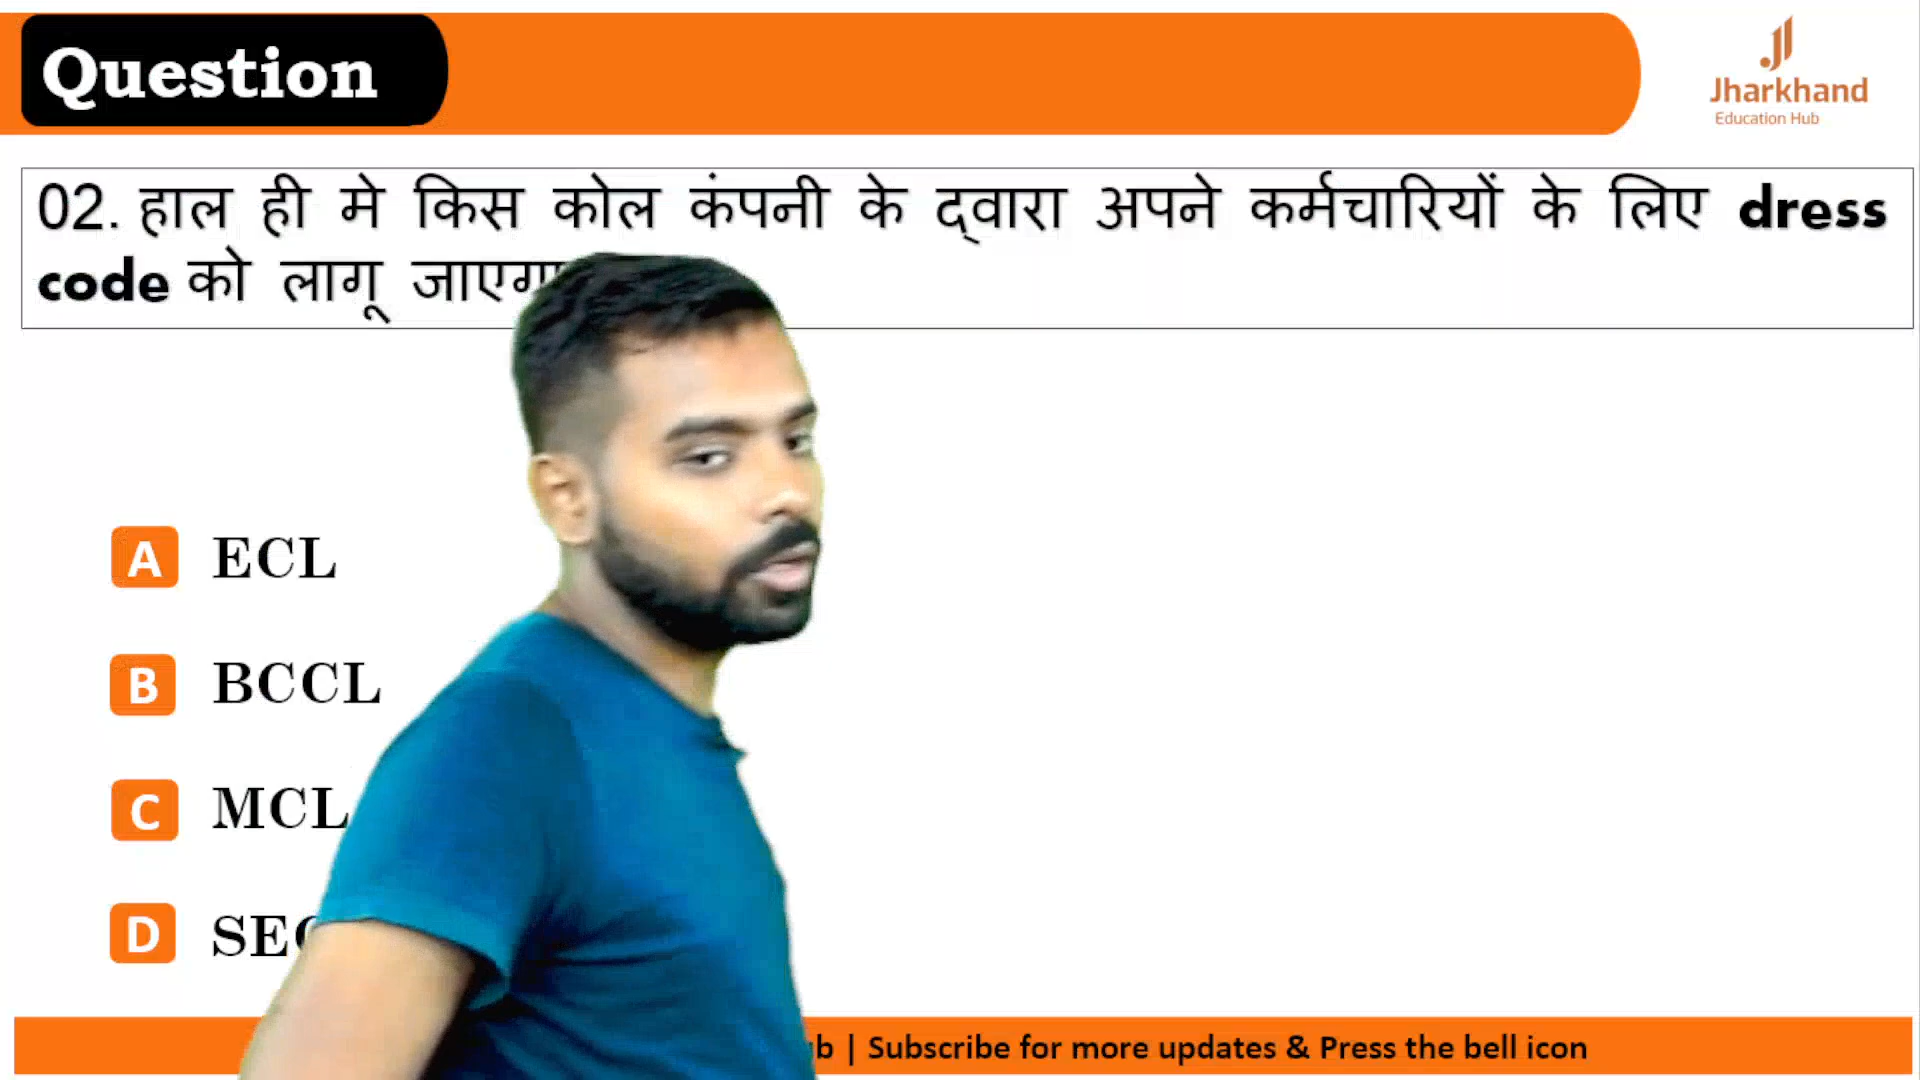 Question
Jharkhand
Education Hub
02. हाल ही मे किस कोल कंपनी के द्वारा अपने कर्मचारियों के लिए dress
code को लागू जाएगा
A ECL
B BCCL
C MCL
D
| Subscribe for more updates & Press the bell icon